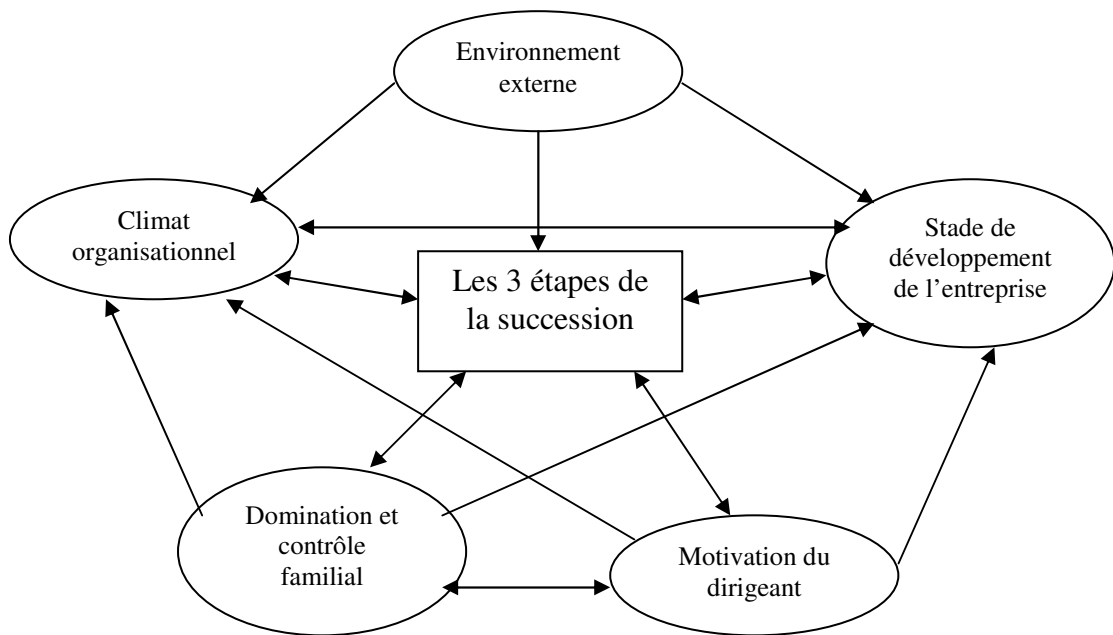 Environnement
externe
Climat
organisationnel
Stade de
développement
de l’entreprise
Les 3 étapes de
la succession
Domination et
contrôle
familial
Motivation du
dirigeant